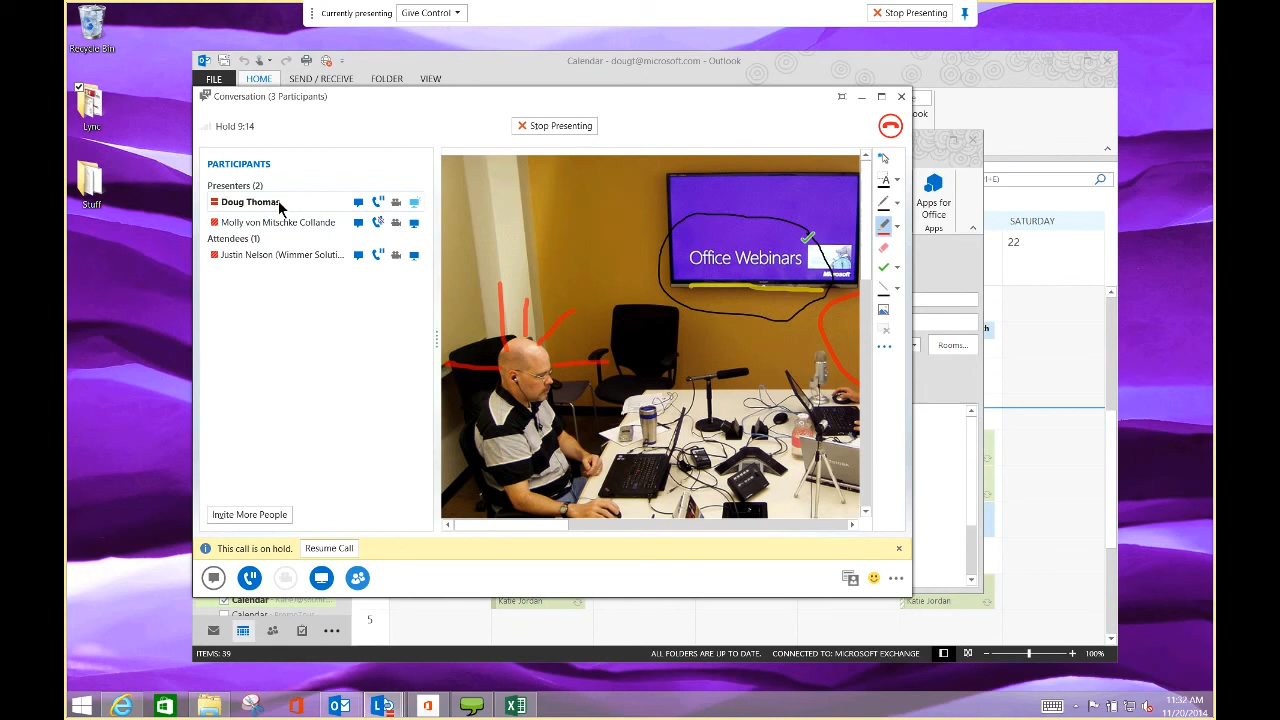 Currently presenting Give Control Stop Presenting
Recycle Bin
Calendar - dougt@microsoft.com - Outlook
FILE HOME SEND / RECEIVE FOLDER VIEW
Conversation (3 Participants)
Lync
Hold 9:14 Stop Presenting
PARTICIPANTS
Presenters (2)
Doug Thomas
Molly von Mitschke Collande
Attendees (1)
Justin Nelson (Wimmer Soluti...
Stuff
Office Webinars
Microsoft
Apps for
Office
Apps
SATURDAY
22
Rooms...
Invite More People
This call is on hold. Resume Call
Calendar
Katie Jordan
Katie Jordan
5
ITEMS: 39 ALL FOLDERS ARE UP TO DATE. CONNECTED TO: MICROSOFT EXCHANGE 100%
11:32 AM
11/20/2014